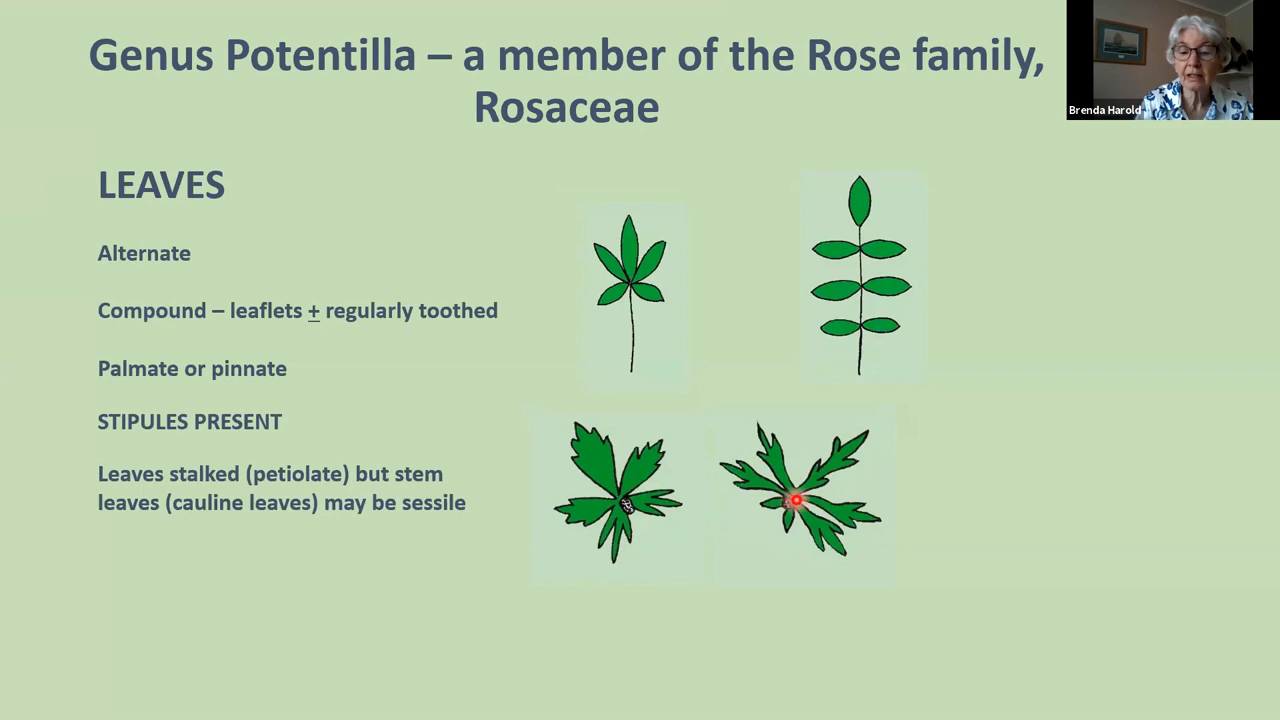 Genus Potentilla – a member of the Rose family,
Rosaceae
Brenda Harold
LEAVES
Alternate
Compound – leaflets ± regularly toothed
Palmate or pinnate
STIPULES PRESENT
Leaves stalked (petiolate) but stem
leaves (cauline leaves) may be sessile